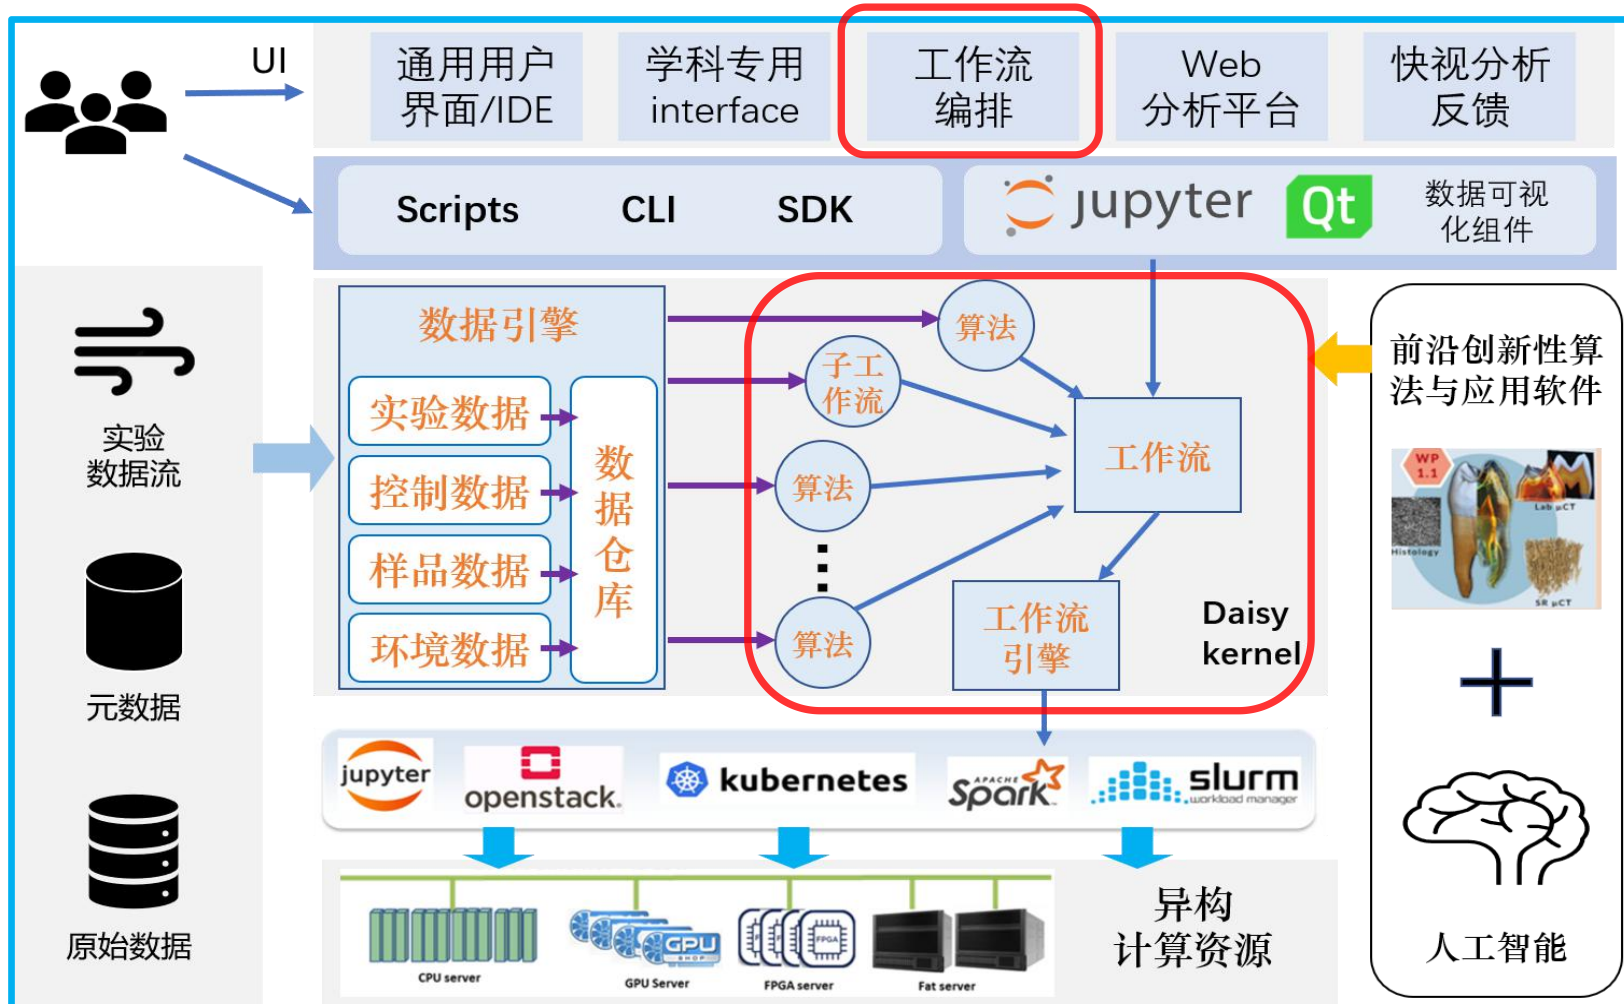 UI
通用用户
界面/IDE
学科专用
interface
工作流
编排
Web
分析平台
快视分析
反馈
Scripts
CLI
SDK
jupyter
Qt
数据可视
化组件
实验
数据流
元数据
原始数据
数据引擎
实验数据
控制数据
样品数据
环境数据
数
据
仓
库
算法
子工
作流
算法
算法
工作流
工作流
引擎
Daisy
kernel
前沿创新性算
法与应用软件
WP
1.1
Lab µCT
Histology
SR µCT
人工智能
jupyter
openstack.
kubernetes
APACHE
Spark
slurm
workload manager
CPU server
GPU
SHOP
GPU Server
FPGA
FPGA server
Fat server
异构
计算资源